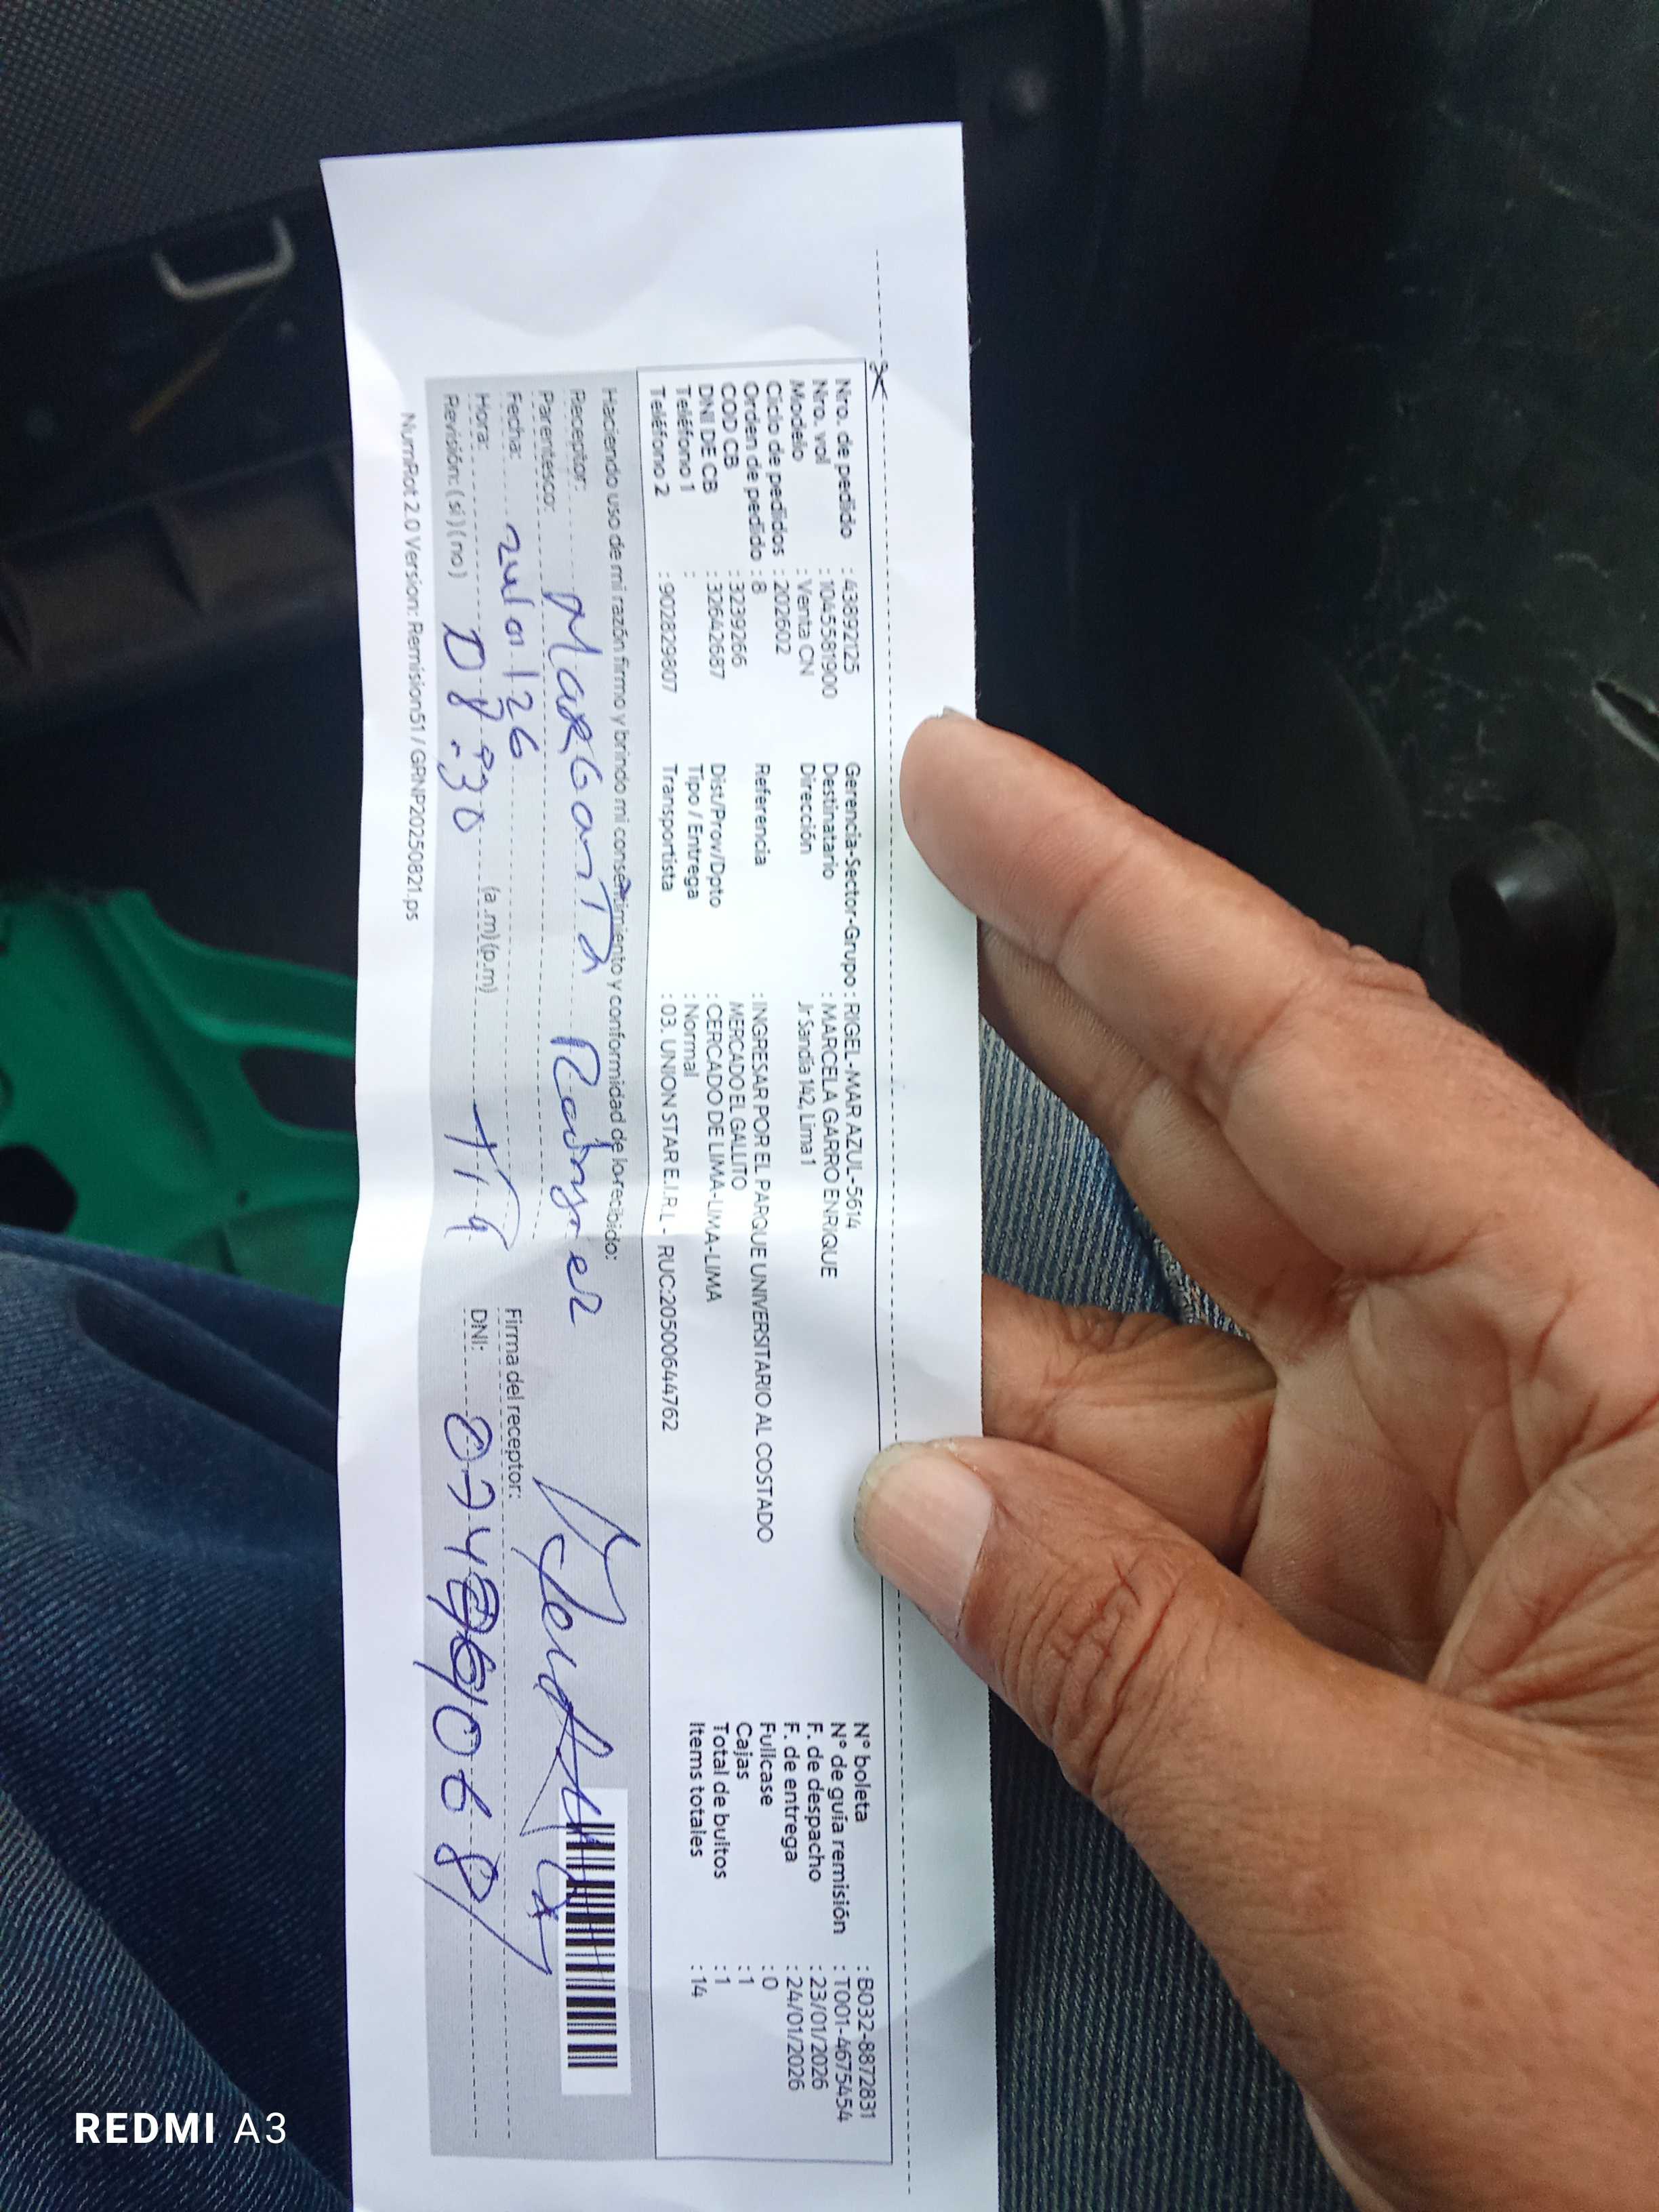 Nro. de pedido : 43892125
Nro. vol : 1045581900
Modelo : Venta CN
Ciclo de pedidos : 202602
Orden de pedido : 8
COD CB : 3239266
DNI DE CB : 32642687
Teléfono 1 :
Teléfono 2 : 902829807
Gerencia-Sector-Grupo : RIGEL-MAR AZUL-5614
Destinatario : MARCELA GARRO ENRIQUE
Dirección Jr Sandia 142, Lima 1
Referencia : INGRESAR POR EL PARQUE UNIVERSITARIO AL COSTADO
MERCADO EL GALLITO
Dist/Prov/Dpto : CERCADO DE LIMA-LIMA-LIMA
Tipo / Entrega : Normal
Transportista : 03. UNION STAR E.I.R.L - RUC:20500644762
N° boleta : B032-8872831
N° de guía remisión : T001-4675454
F. de despacho : 23/01/2026
F. de entrega : 24/01/2026
Fullcase : 0
Cajas : 1
Total de bultos : 1
Items totales : 14
Haciendo uso de mi razón firmo y brindo mi consentimiento y conformidad de lo recibido:
Receptor: MARGARITA
Parentesco:
Fecha: 24/01/26
Hora: 08:30 (a.m) (p.m)
Revisión: (si) (no)
Firma del receptor:
DNI:
NumRot 2.0 Version: Remision51 / GRNP20250821.ps
REDMI A3